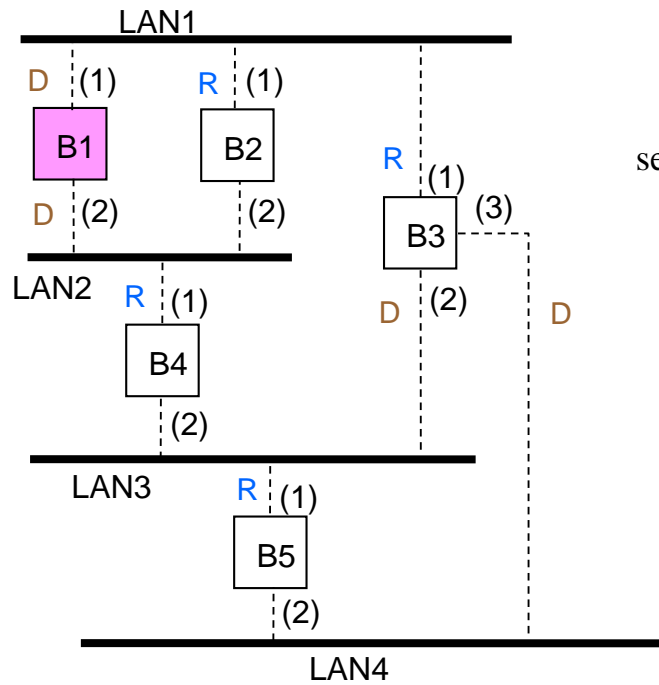 LAN1
D (1) R (1)
B1 B2
R (1)
se
D (2) (2)
B3 (3)
LAN2
R (1)
D (2) D
B4
(2)
LAN3
R (1)
B5
(2)
LAN4